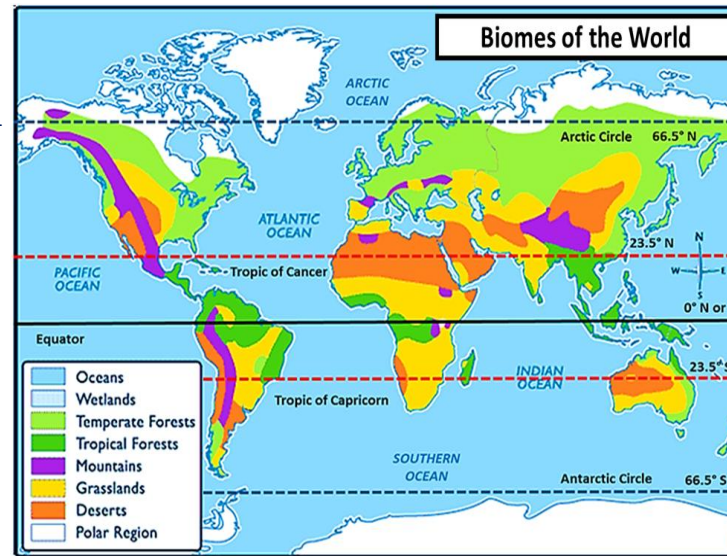 Biomes of the World
ARCTIC
OCEAN
Arctic Circle 66.5° N
ATLANTIC
OCEAN
23.5° N
N
W E
S
PACIFIC
OCEAN
Tropic of Cancer
0° N or
Equator
INDIAN
OCEAN
23.5° S
Tropic of Capricorn
SOUTHERN
OCEAN
Antarctic Circle 66.5° S
Oceans
Wetlands
Temperate Forests
Tropical Forests
Mountains
Grasslands
Deserts
Polar Region